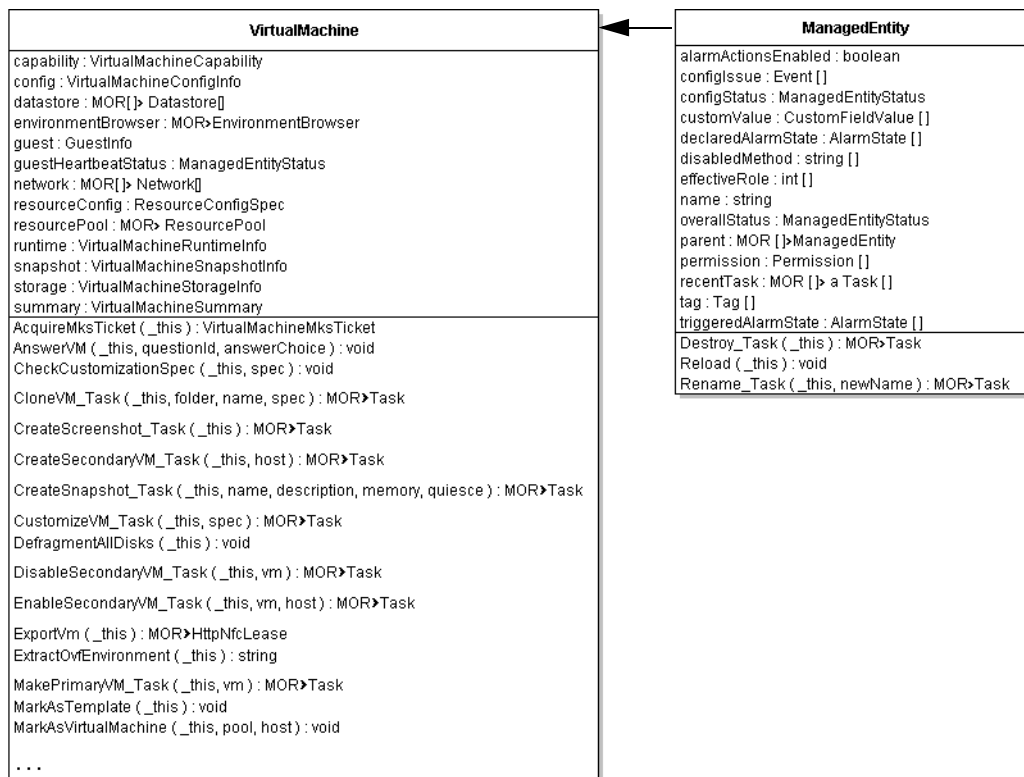 VirtualMachine
capability : VirtualMachineCapability
config : VirtualMachineConfigInfo
datastore : MOR[]> Datastore[]
environmentBrowser : MOR>EnvironmentBrowser
guest : GuestInfo
guestHeartbeatStatus : ManagedEntityStatus
network : MOR[]> Network[]
resourceConfig : ResourceConfigSpec
resourcePool : MOR> ResourcePool
runtime : VirtualMachineRuntimeInfo
snapshot : VirtualMachineSnapshotInfo
storage : VirtualMachineStorageInfo
summary : VirtualMachineSummary
AcquireMksTicket ( _this ) : VirtualMachineMksTicket
AnswerVM ( _this, questionId, answerChoice ) : void
CheckCustomizationSpec ( _this, spec ) : void
CloneVM_Task ( _this, folder, name, spec ) : MOR>Task
CreateScreenshot_Task ( _this ) : MOR>Task
CreateSecondaryVM_Task ( _this, host ) : MOR>Task
CreateSnapshot_Task ( _this, name, description, memory, quiesce ) : MOR>Task
CustomizeVM_Task ( _this, spec ) : MOR>Task
DefragmentAllDisks ( _this ) : void
DisableSecondaryVM_Task ( _this, vm ) : MOR>Task
EnableSecondaryVM_Task ( _this, vm, host ) : MOR>Task
ExportVm ( _this ) : MOR>HttpNfcLease
ExtractOvfEnvironment ( _this ) : string
MakePrimaryVM_Task ( _this, vm ) : MOR>Task
MarkAsTemplate ( _this ) : void
MarkAsVirtualMachine ( _this, pool, host ) : void
. . .
ManagedEntity
alarmActionsEnabled : boolean
configIssue : Event [ ]
configStatus : ManagedEntityStatus
customValue : CustomFieldValue [ ]
declaredAlarmState : AlarmState [ ]
disabledMethod : string [ ]
effectiveRole : int [ ]
name : string
overallStatus : ManagedEntityStatus
parent : MOR [ ]>ManagedEntity
permission : Permission [ ]
recentTask : MOR [ ]> a Task [ ]
tag : Tag [ ]
triggeredAlarmState : AlarmState [ ]
Destroy_Task ( _this ) : MOR>Task
Reload ( _this ) : void
Rename_Task ( _this, newName ) : MOR>Task